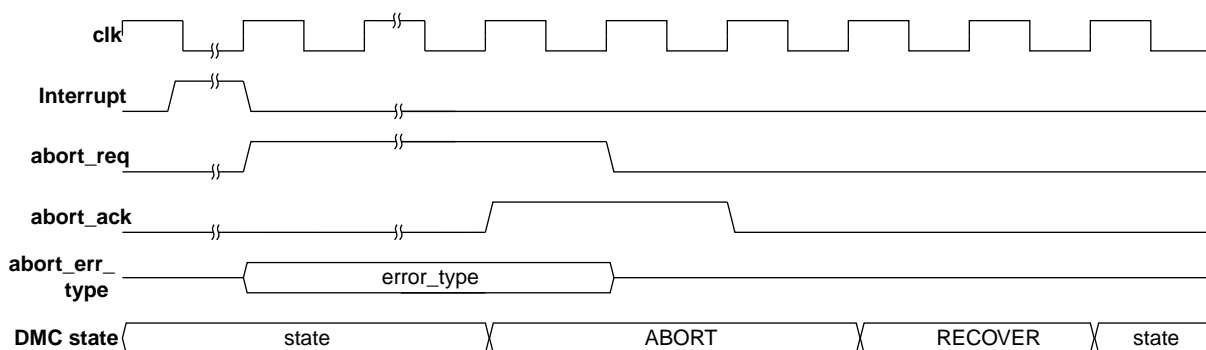 clk
Interrupt
abort_req
abort_ack
abort_err_
type
error_type
DMC state
state
ABORT
RECOVER
state